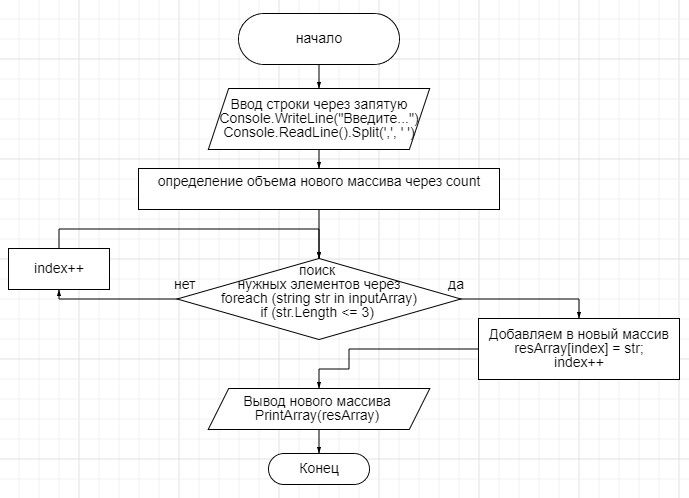 начало
Ввод строки через запятую
Console.WriteLine("Введите...")
Console.ReadLine().Split(',', ' ')
определение объема нового массива через count
index++
нет
поиск
нужных элементов через
foreach (string str in inputArray)
if (str.Length <= 3)
да
Добавляем в новый массив
resArray[index] = str;
index++
Вывод нового массива
PrintArray(resArray)
Конец